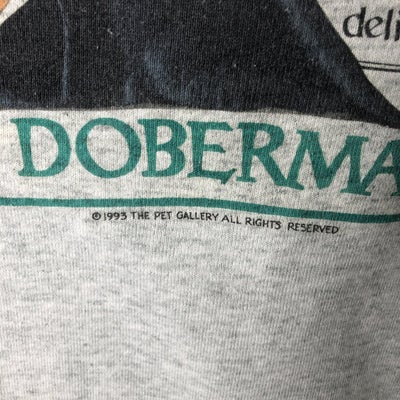 deli
DOBERMA
©1993 THE PET GALLERY ALL RIGHTS RESERVED